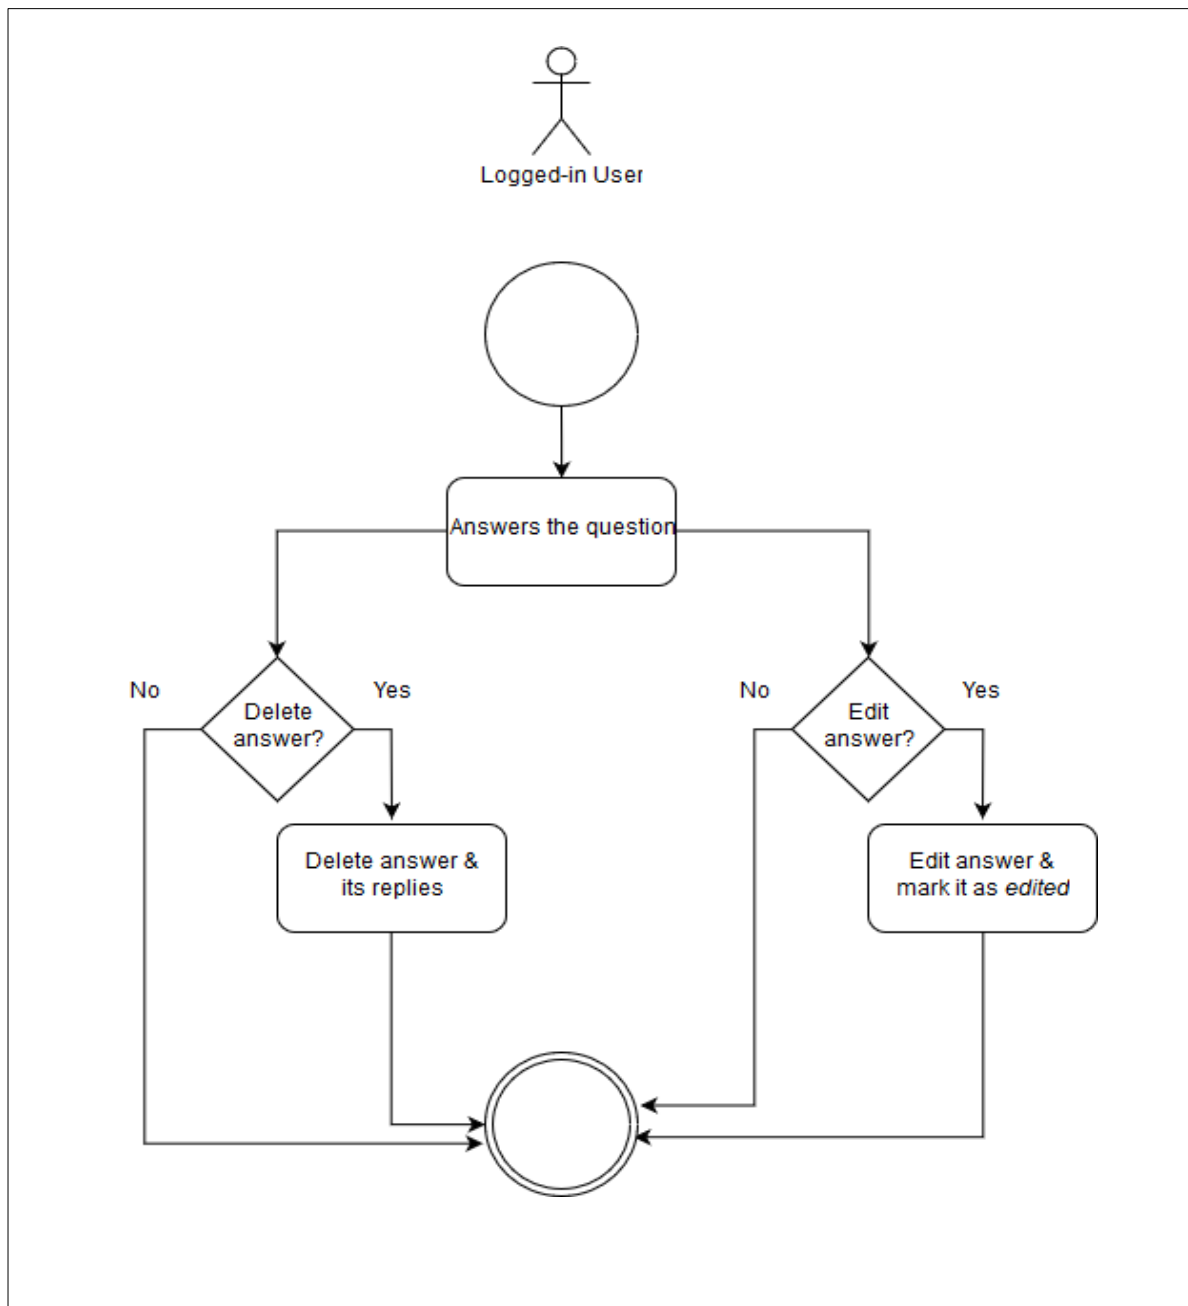 Logged-in User
Answers the question
No
Yes
Delete
answer?
No
Yes
Edit
answer?
Delete answer &
its replies
Edit answer &
mark it as edited